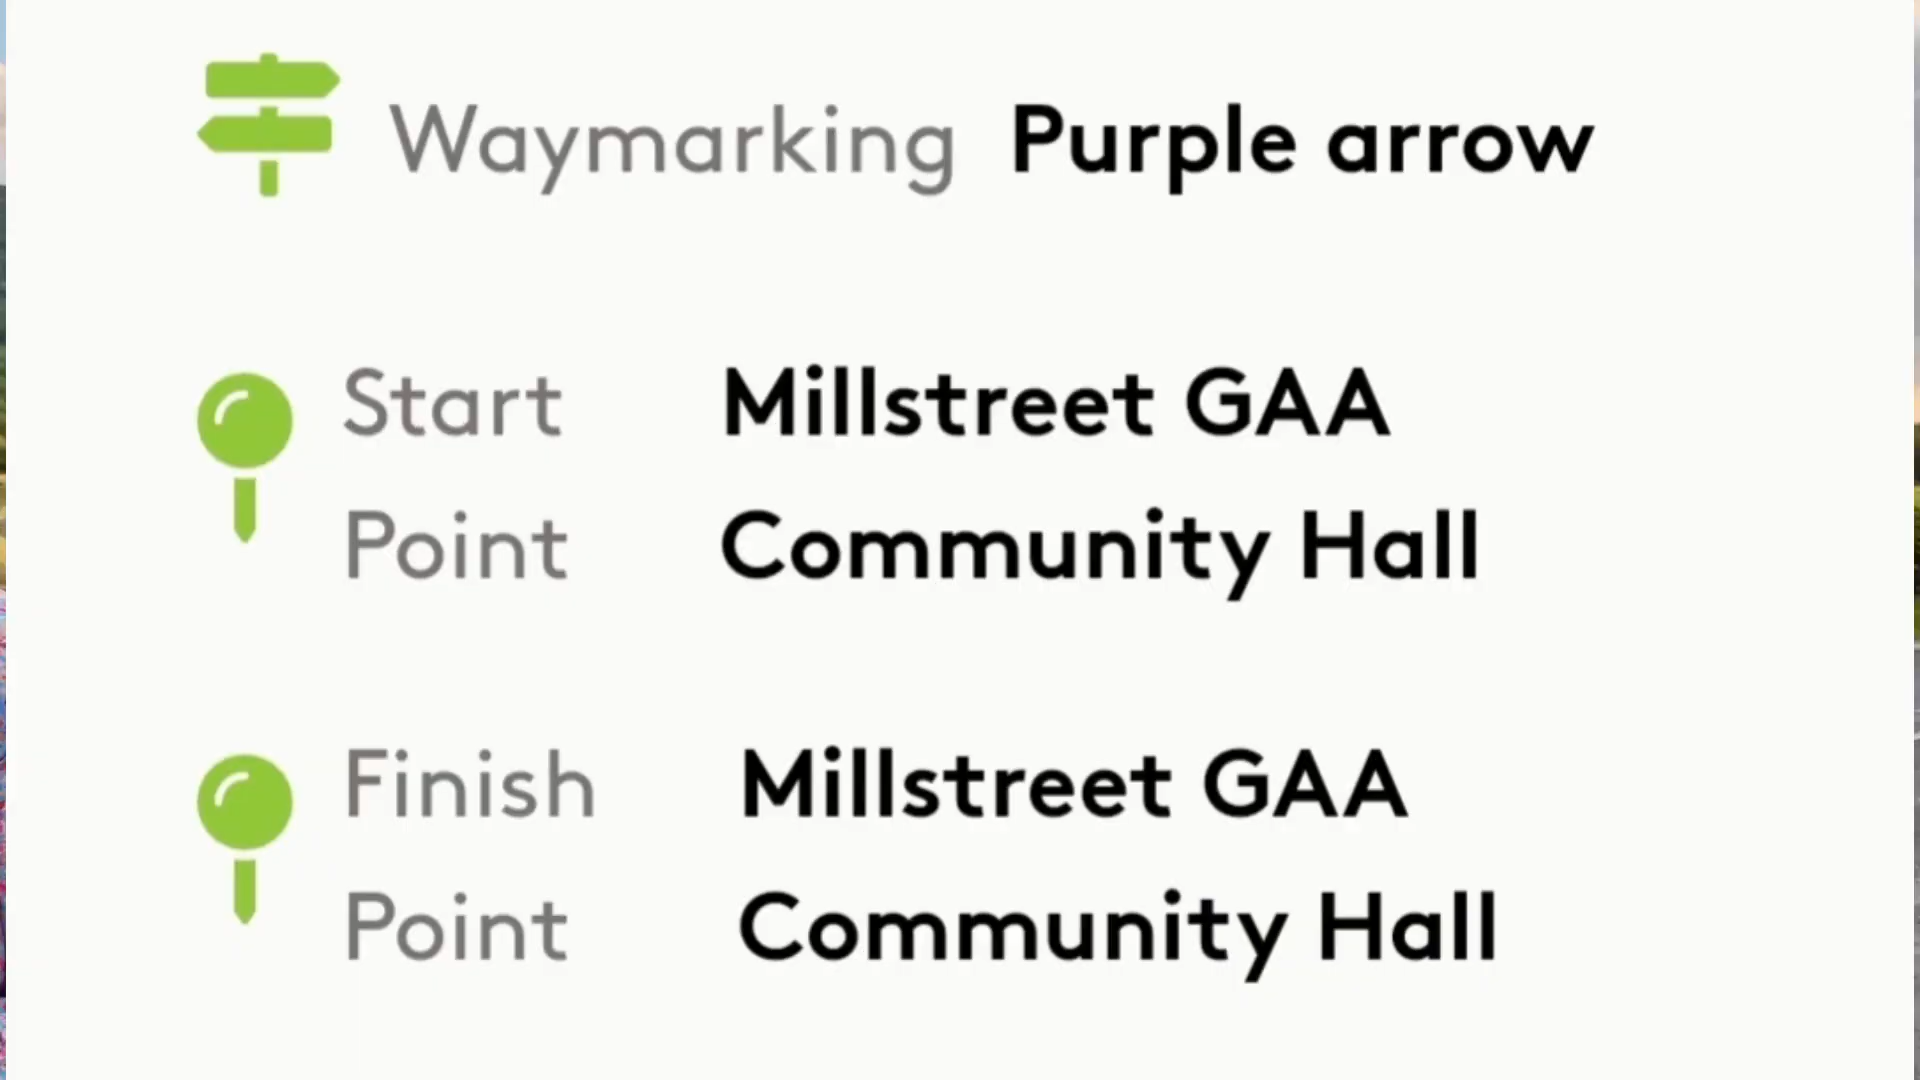 Waymarking Purple arrow
Start Millstreet GAA
Point Community Hall
Finish Millstreet GAA
Point Community Hall